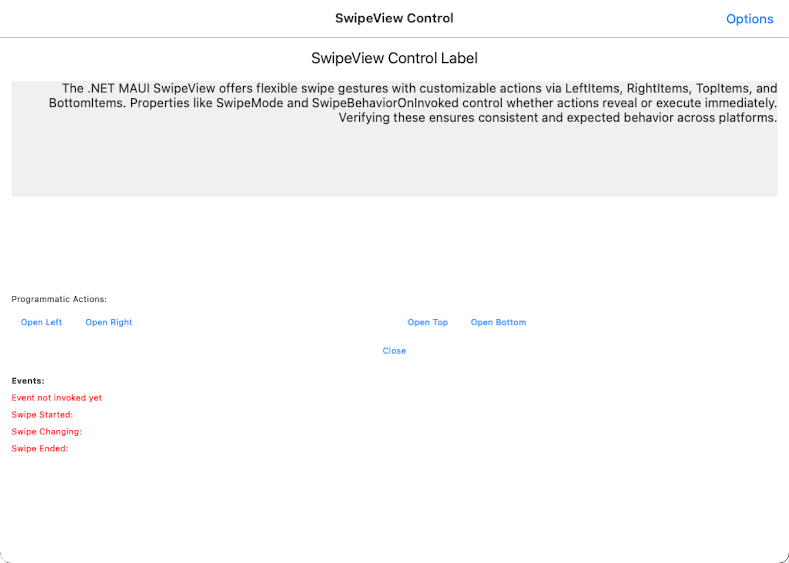 SwipeView Control
Options
SwipeView Control Label
The .NET MAUI SwipeView offers flexible swipe gestures with customizable actions via LeftItems, RightItems, TopItems, and
BottomItems. Properties like SwipeMode and SwipeBehaviorOnInvoked control whether actions reveal or execute immediately.
Verifying these ensures consistent and expected behavior across platforms.
Programmatic Actions:
Open Left Open Right Open Top Open Bottom
Close
Events:
Event not invoked yet
Swipe Started:
Swipe Changing:
Swipe Ended: